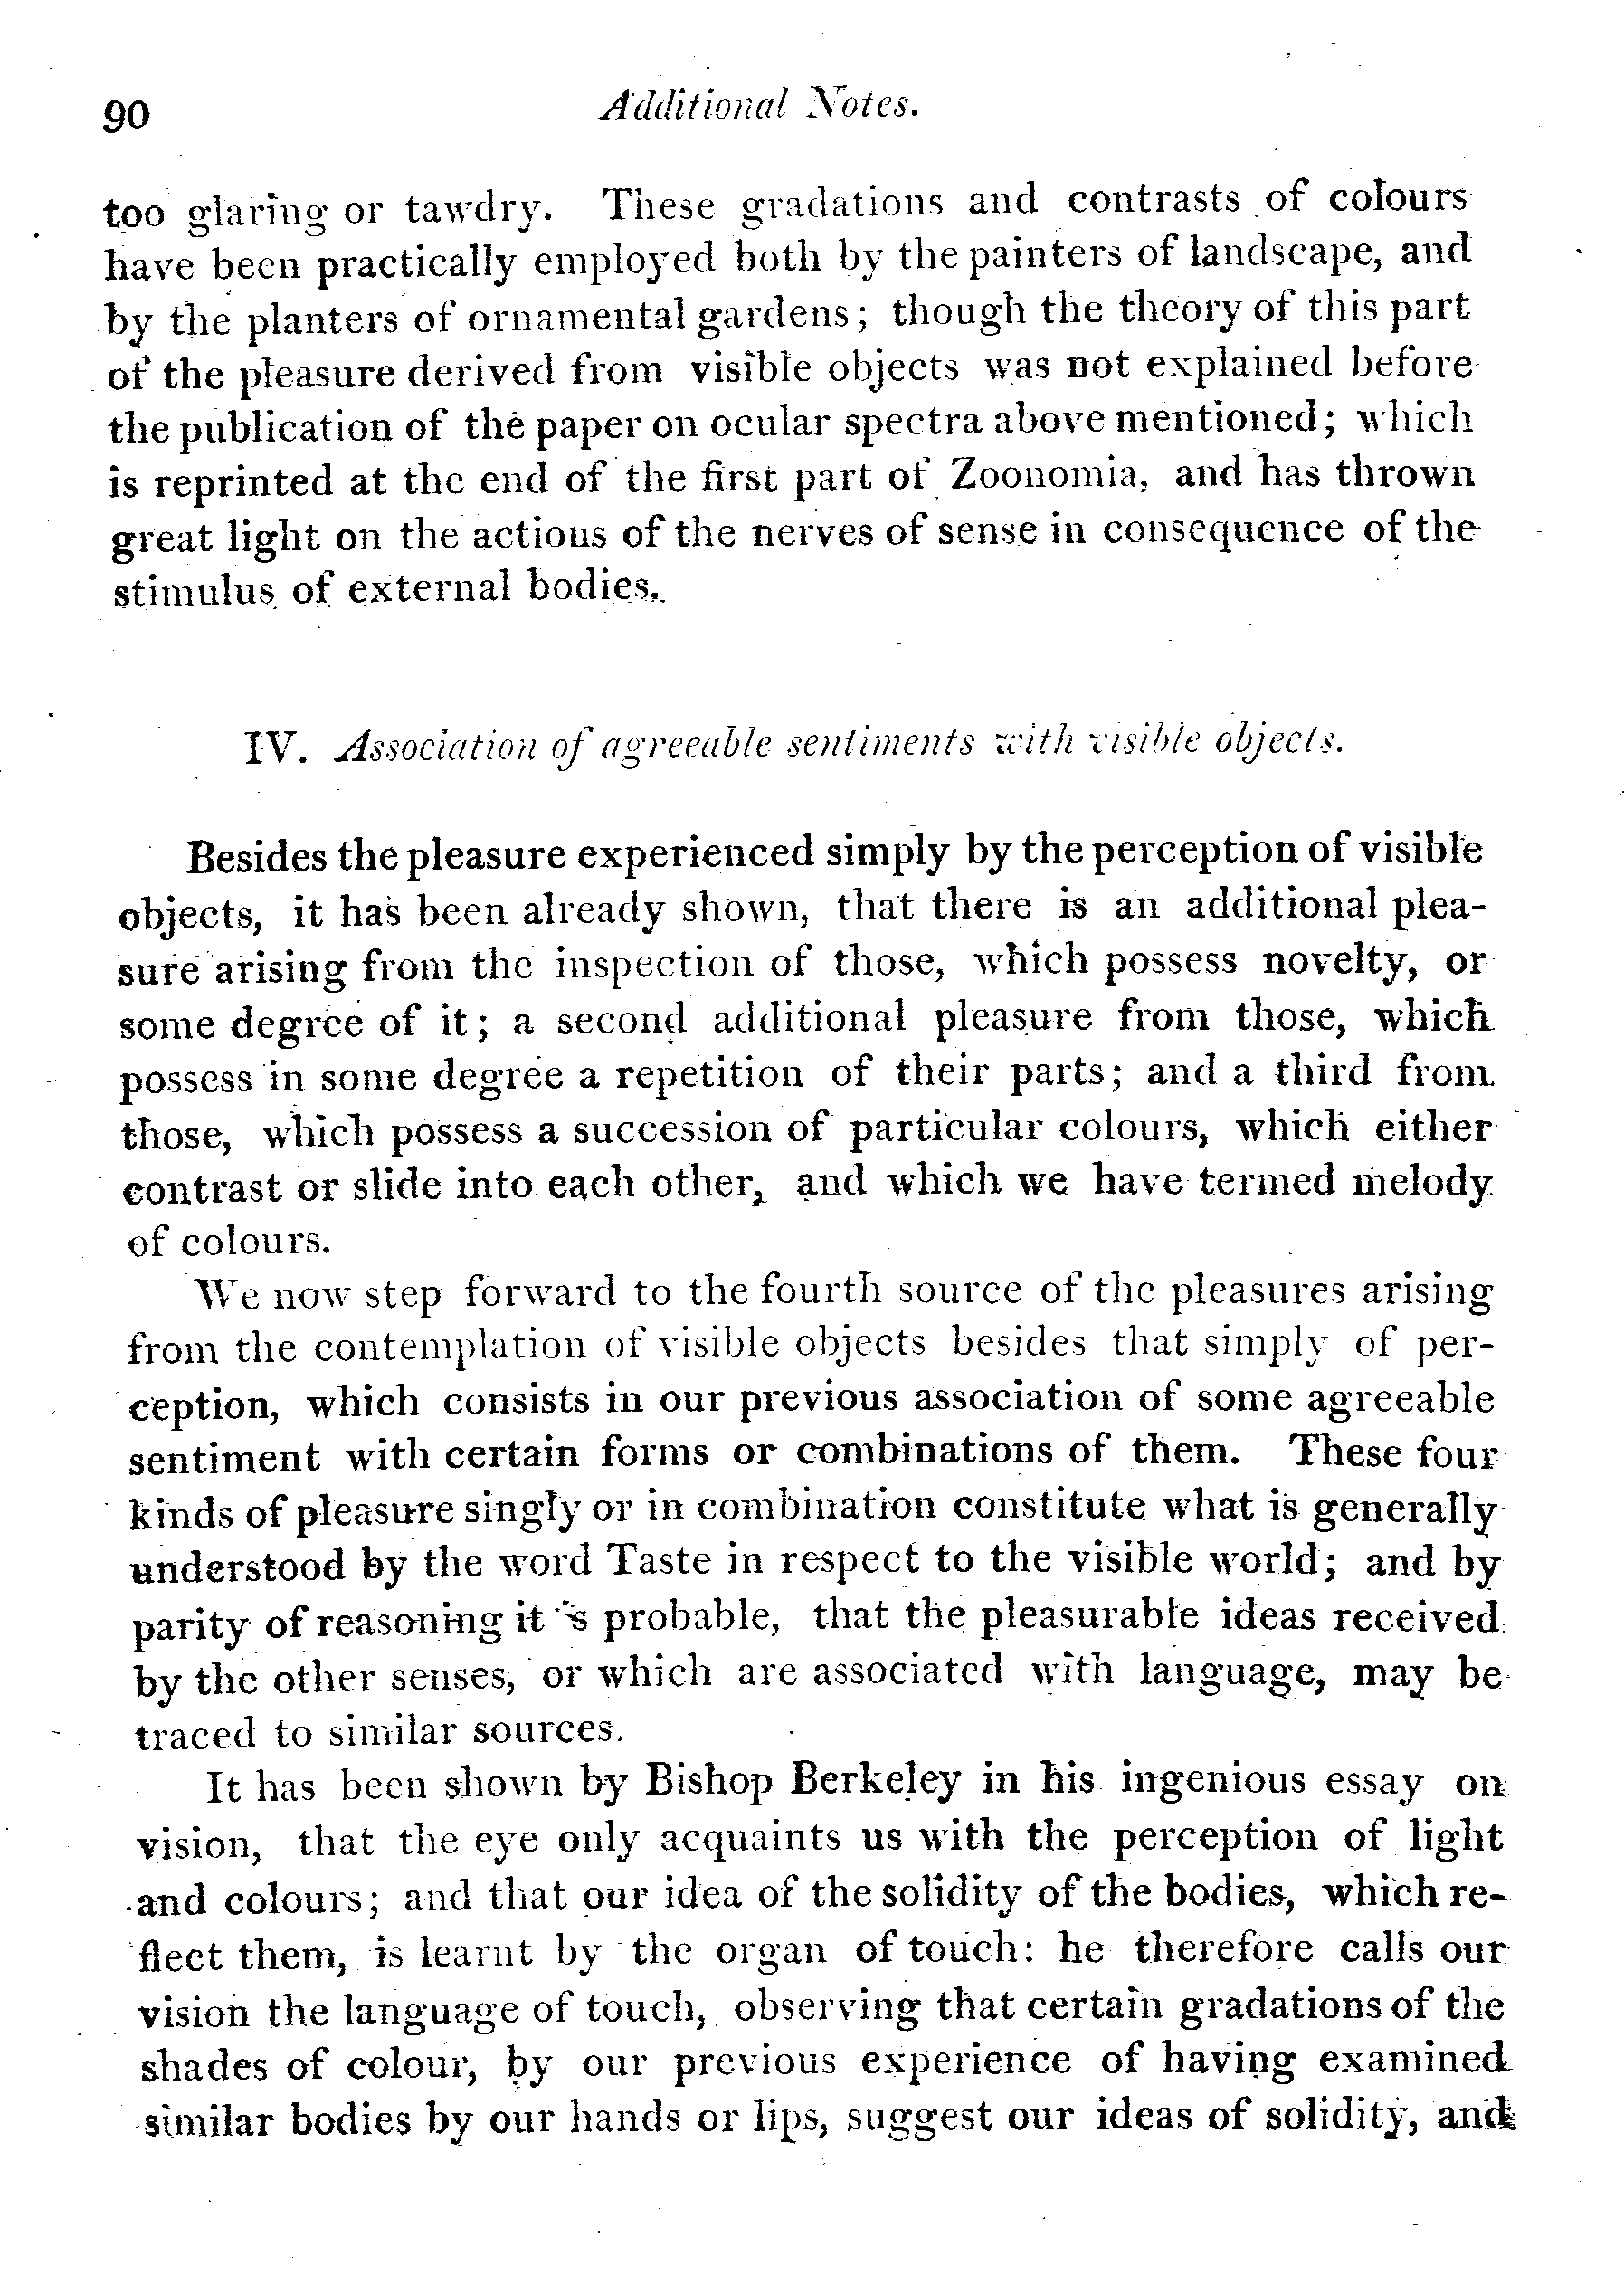 90 Additional Notes.
too glaring or tawdry. These gradations and contrasts of colours
have been practically employed both by the painters of landscape, and
by the planters of ornamental gardens; though the theory of this part
of the pleasure derived from visible objects was not explained before
the publication of the paper on ocular spectra above mentioned; which
is reprinted at the end of the first part of Zoonomia, and has thrown
great light on the actions of the nerves of sense in consequence of the
stimulus of external bodies.
IV. Association of agreeable sentiments with visible objects.
Besides the pleasure experienced simply by the perception of visible
objects, it has been already shown, that there is an additional plea-
sure arising from the inspection of those, which possess novelty, or
some degree of it; a second additional pleasure from those, which
possess in some degree a repetition of their parts; and a third from
those, which possess a succession of particular colours, which either
contrast or slide into each other, and which we have termed melody
of colours.
We now step forward to the fourth source of the pleasures arising
from the contemplation of visible objects besides that simply of per-
ception, which consists in our previous association of some agreeable
sentiment with certain forms or combinations of them. These four
kinds of pleasure singly or in combination constitute what is generally
understood by the word Taste in respect to the visible world; and by
parity of reasoning it is probable, that the pleasurable ideas received
by the other senses, or which are associated with language, may be
traced to similar sources.
It has been shown by Bishop Berkeley in his ingenious essay on
vision, that the eye only acquaints us with the perception of light
and colours; and that our idea of the solidity of the bodies, which re-
flect them, is learnt by the organ of touch: he therefore calls our
vision the language of touch, observing that certain gradations of the
shades of colour, by our previous experience of having examined
similar bodies by our hands or lips, suggest our ideas of solidity, and